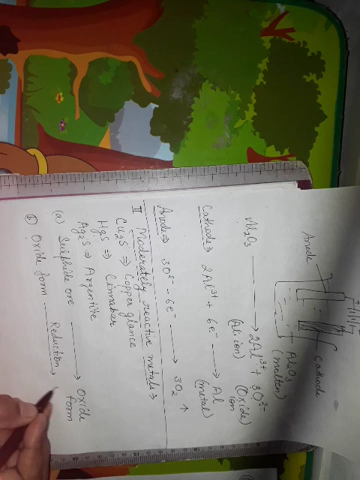 Anode
Cathode
Al₂O₃
(molten)
Al₂O₃ ⟶ 2Al³⁺ + 3O²⁻
(Al ion) (Oxide) ion
Cathode⇒ 2Al³⁺ + 6e⁻ ⟶ Al
(metal)
Anode⇒ 3O²⁻ - 6e⁻ ⟶ 3O₂ ↑
II Moderately reactive metals⇒
Cu₂S ⇒ Copper glance
HgS ⇒ Cinnabar
Ag₂S ⇒ Argentite
(a) Sulphide ore ⟶ Oxide form
Oxide form Reduction